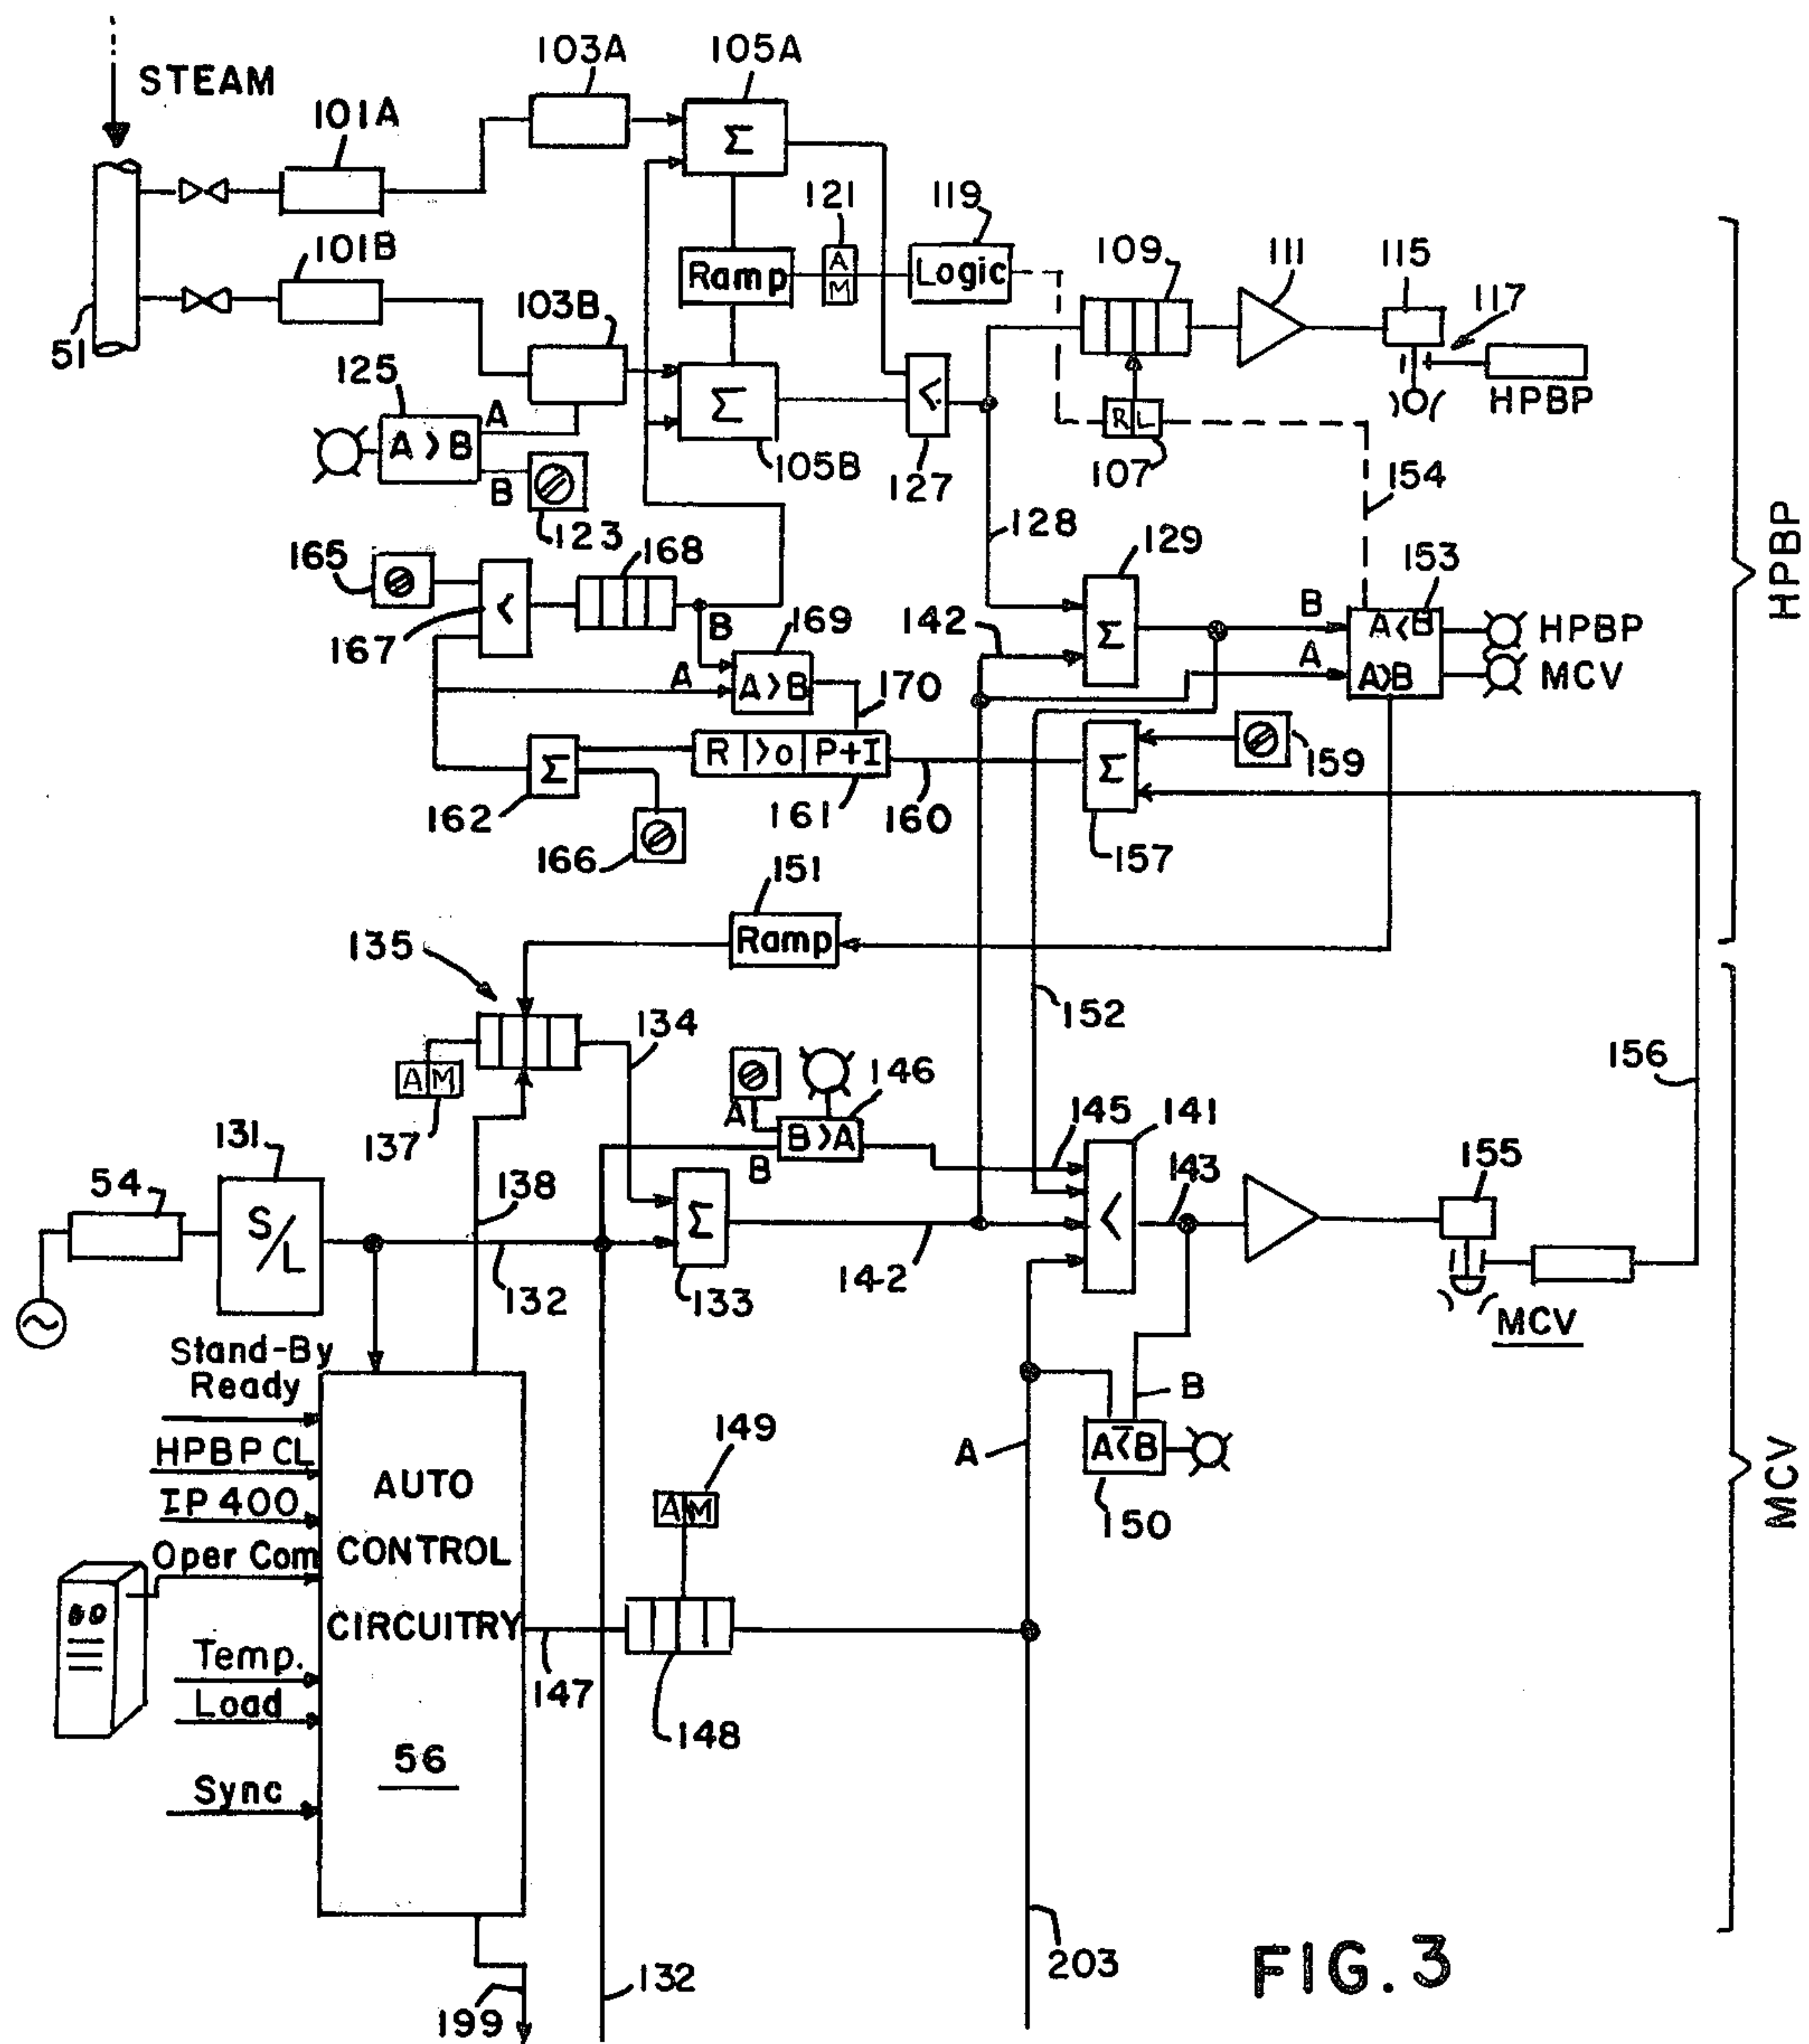 103A
105A
STEAM
101A
121
119
101B
Σ
A
M
Ramp
Logic
109
111
115
117
103B
51
125
A
A > B
B
Σ
<
R L
HPBP
105B
127
107
154
123
128
165
168
129
153
167
<
B
169
142
Σ
B
A<B
HPBP
A
A>B
MCV
HPBP
A
A>B
170
R >0 P+I
Σ
159
Σ
162
161
160
157
166
151
Ramp
135
134
152
156
A M
137
146
A
B>A
B
145
141
143
155
131
54
S/L
138
Σ
<
132
133
142
MCV
Stand-By
Ready
HPBP CL
IP 400
Oper Com
Temp.
Load
Sync
AUTO
CONTROL
CIRCUITRY
56
149
A M
A
B
A<B
150
147
148
MCV
203
132
199
FIG. 3